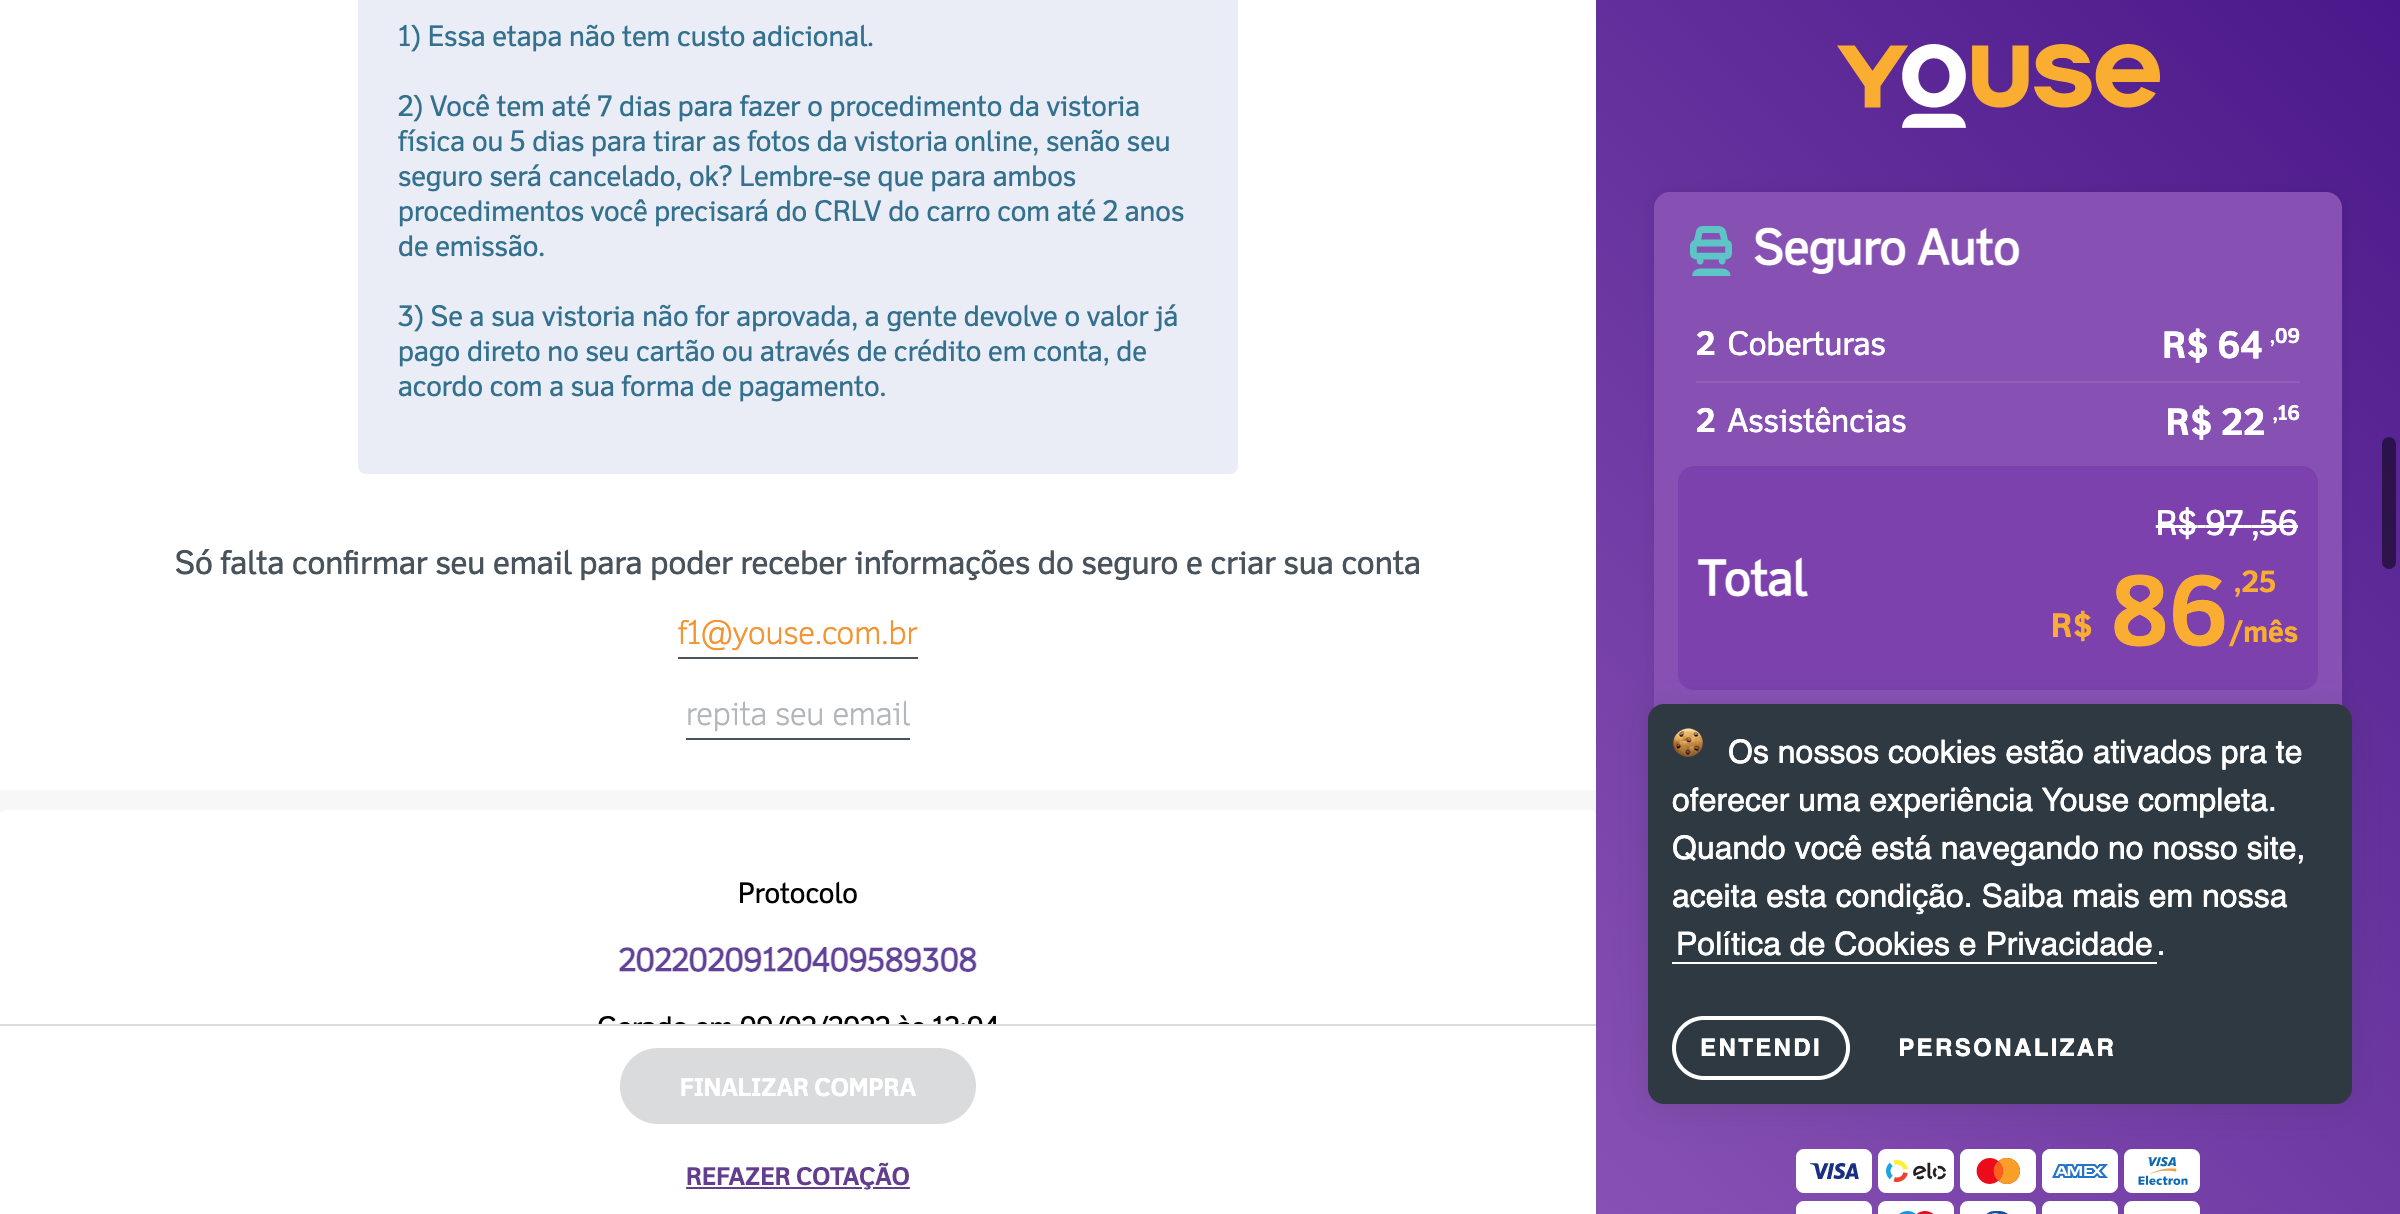 1) Essa etapa não tem custo adicional.
2) Você tem até 7 dias para fazer o procedimento da vistoria
física ou 5 dias para tirar as fotos da vistoria online, senão seu
seguro será cancelado, ok? Lembre-se que para ambos
procedimentos você precisará do CRLV do carro com até 2 anos
de emissão.
3) Se a sua vistoria não for aprovada, a gente devolve o valor já
pago direto no seu cartão ou através de crédito em conta, de
acordo com a sua forma de pagamento.
Só falta confirmar seu email para poder receber informações do seguro e criar sua conta
f1@youse.com.br
repita seu email
Protocolo
20220209120409589308
Gerado em 09/02/2022 às 12:04
FINALIZAR COMPRA
REFAZER COTAÇÃO
YOUSE
Seguro Auto
2 Coberturas R$ 64,09
2 Assistências R$ 22,16
R$ 97,56
Total R$ 86,25/mês
Os nossos cookies estão ativados pra te
oferecer uma experiência Youse completa.
Quando você está navegando no nosso site,
aceita esta condição. Saiba mais em nossa
Política de Cookies e Privacidade.
ENTENDI PERSONALIZAR
VISA elo AMEX VISA Electron